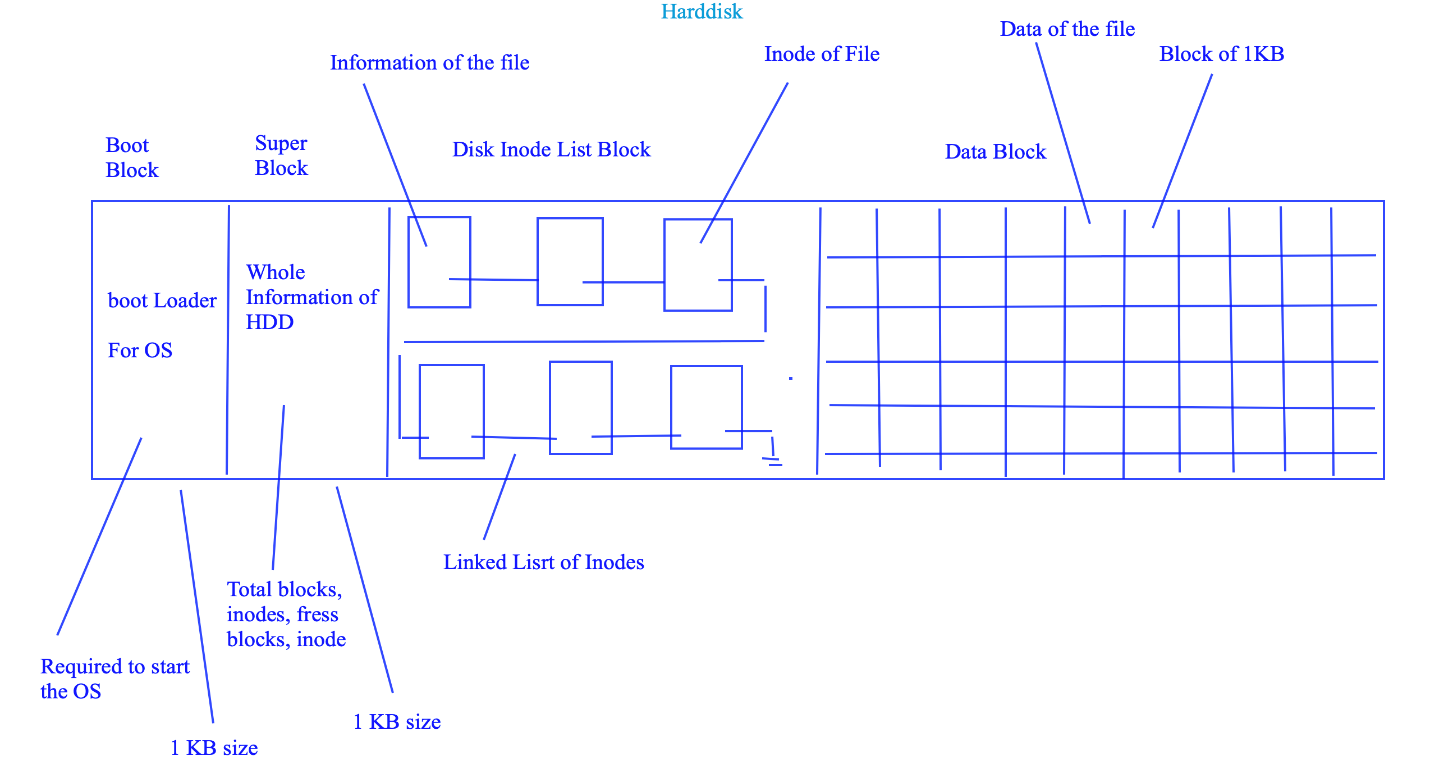 Harddisk
Data of the file
Information of the file
Inode of File
Block of 1KB
Boot
Block
Super
Block
Disk Inode List Block
Data Block
boot Loader
For OS
Whole
Information of
HDD
Linked Lisrt of Inodes
Total blocks,
inodes, fress
blocks, inode
Required to start
the OS
1 KB size
1 KB size